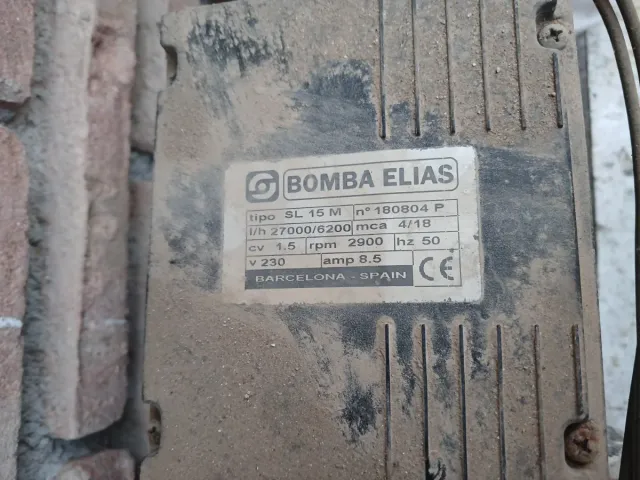 BOMBA ELIAS
tipo SL 15 M nº 180804 P
l/h 27000/6200 mca 4/18
cv 1.5 rpm 2900 hz 50
v 230 amp 8.5
BARCELONA - SPAIN CE